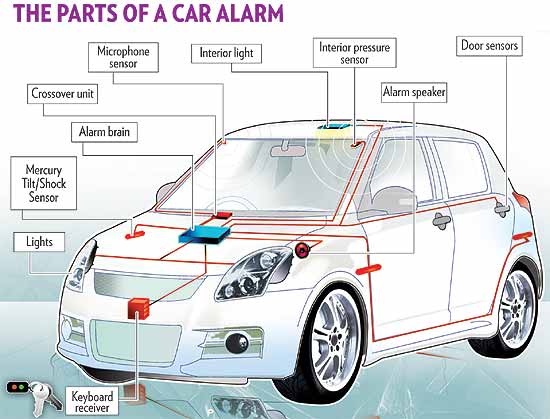 THE PARTS OF A CAR ALARM
Microphone
sensor
Interior light
Interior pressure
sensor
Door sensors
Crossover unit
Alarm speaker
Alarm brain
Mercury
Tilt/Shock
Sensor
Lights
Keyboard
receiver